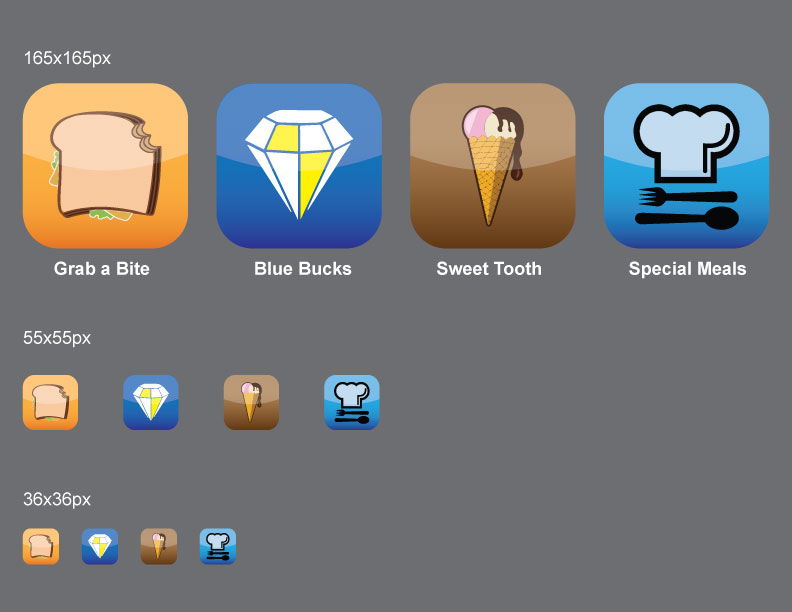 165x165px
Grab a Bite
Blue Bucks
Sweet Tooth
Special Meals
55x55px
36x36px